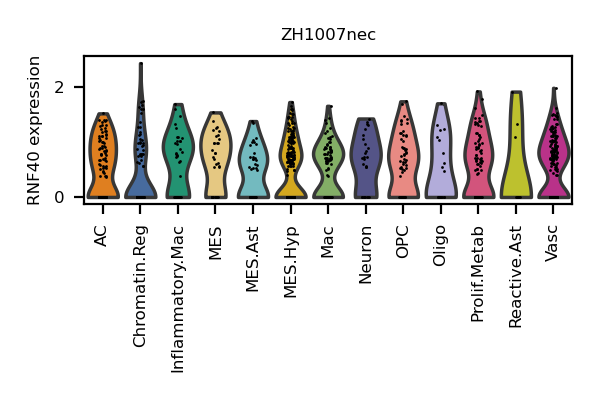 ZH1007nec
RNF40 expression
2
0
AC
Chromatin.Reg
Inflammatory.Mac
MES
MES.Ast
MES.Hyp
Mac
Neuron
OPC
Oligo
Prolif.Metab
Reactive.Ast
Vasc